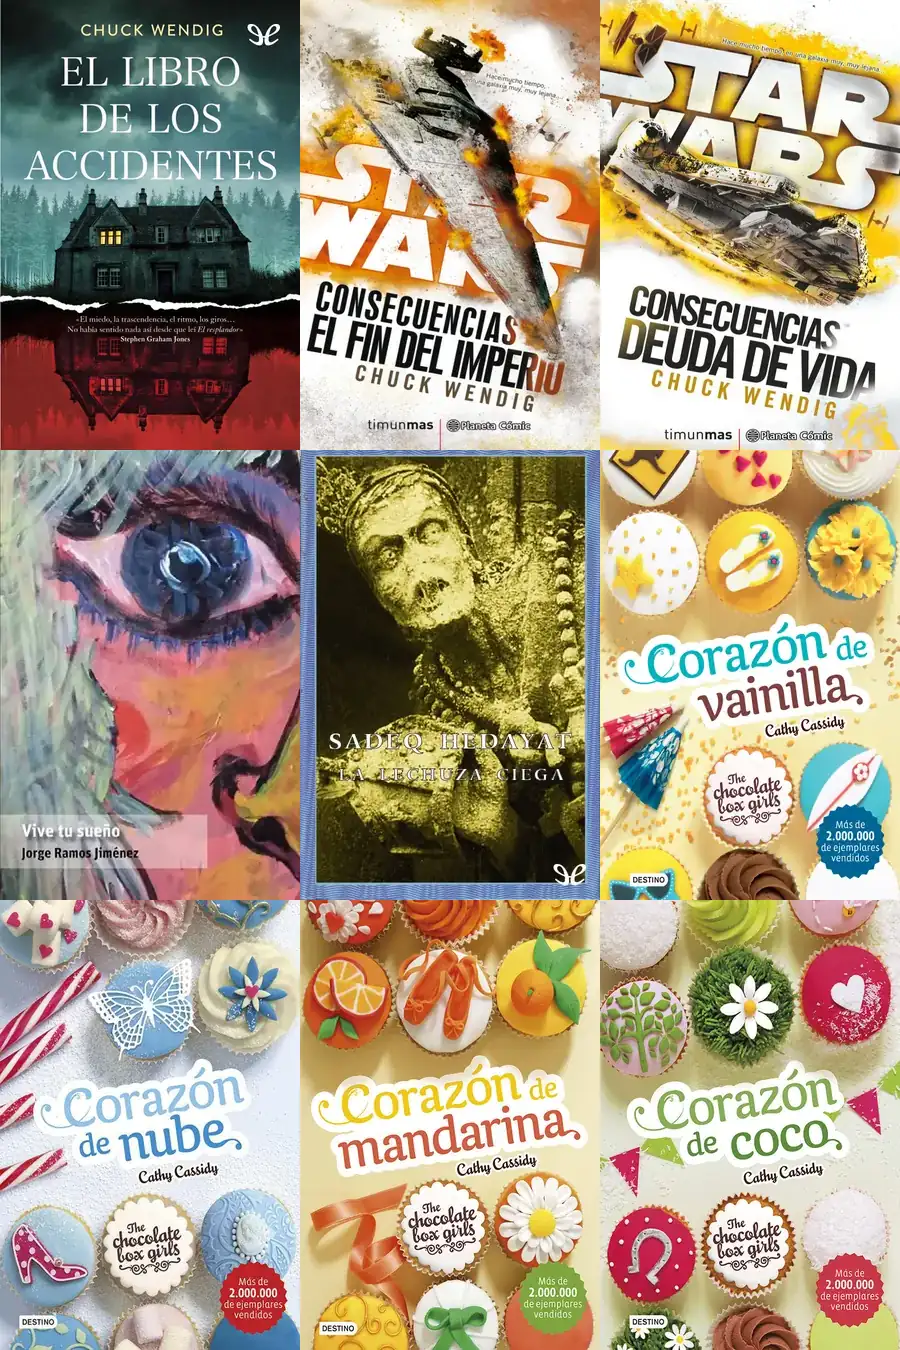 CHUCK WENDIG
EL LIBRO
DE LOS
ACCIDENTES
«El miedo, la trascendencia, el ritmo, los giros…
No había sentido nada así desde que leí El resplandor»
Stephen Graham Jones
Hace mucho tiempo,
en una galaxia muy, muy lejana
STAR
WARS
CONSECUENCIAS
EL FIN DEL IMPERIO
CHUCK WENDIG
timunmas
Planeta Cómic
Hace mucho tiempo, en una galaxia muy, muy lejana
STAR
WARS
CONSECUENCIAS
DEUDA DE VIDA
CHUCK WENDIG
timunmas
Planeta Cómic
Vive tu sueño
Jorge Ramos Jiménez
SADEQ HEDAYAT
LA LECHUZA CIEGA
Corazón de
vainilla
Cathy Cassidy
The
chocolate
box girls
Más de
2.000.000
de ejemplares
vendidos
DESTINO
Corazón
de nube
Cathy Cassidy
The
chocolate
box girls
Más de
2.000.000
de ejemplares
vendidos
DESTINO
Corazón de
mandarina
Cathy Cassidy
The
chocolate
box girls
Más de
2.000.000
de ejemplares
vendidos
DESTINO
Corazón
de coco
Cathy Cassidy
The
chocolate
box girls
Más de
2.000.000
de ejemplares
vendidos
DESTINO